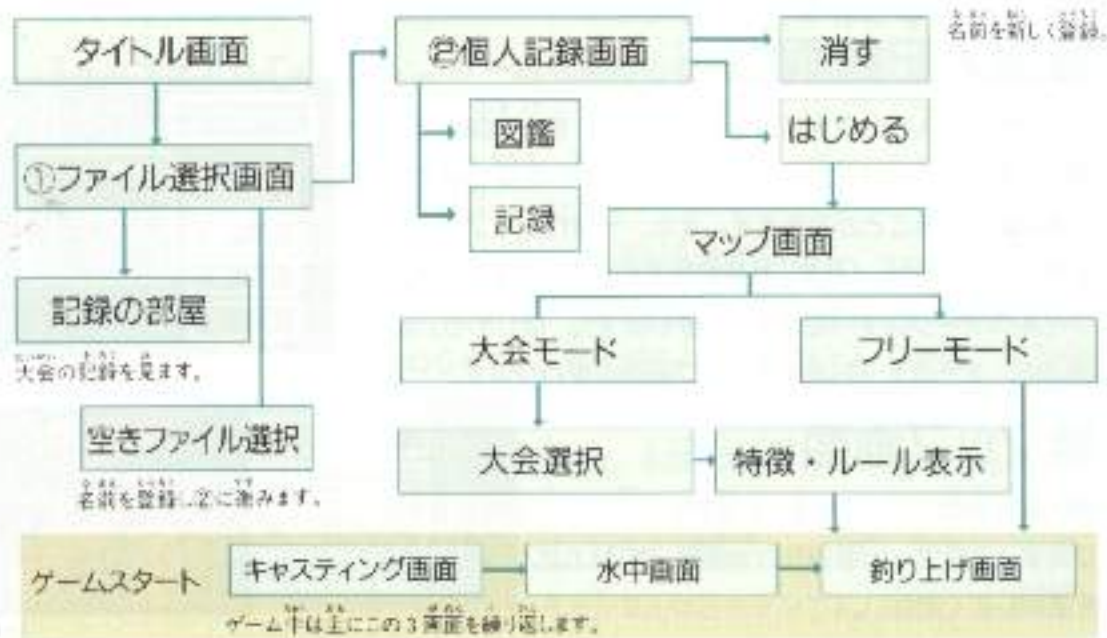 タイトル画面
②個人記録画面
消す
名前を新しく登録。
図鑑
はじめる
①ファイル選択画面
記録
マップ画面
記録の部屋
大会の記録を見ます。
大会モード
フリーモード
空きファイル選択
名前を登録し②に進みます。
大会選択
特徴・ルール表示
ゲームスタート
キャスティング画面
水中画面
釣り上げ画面
ゲーム中は主にこの3画面を繰り返します。